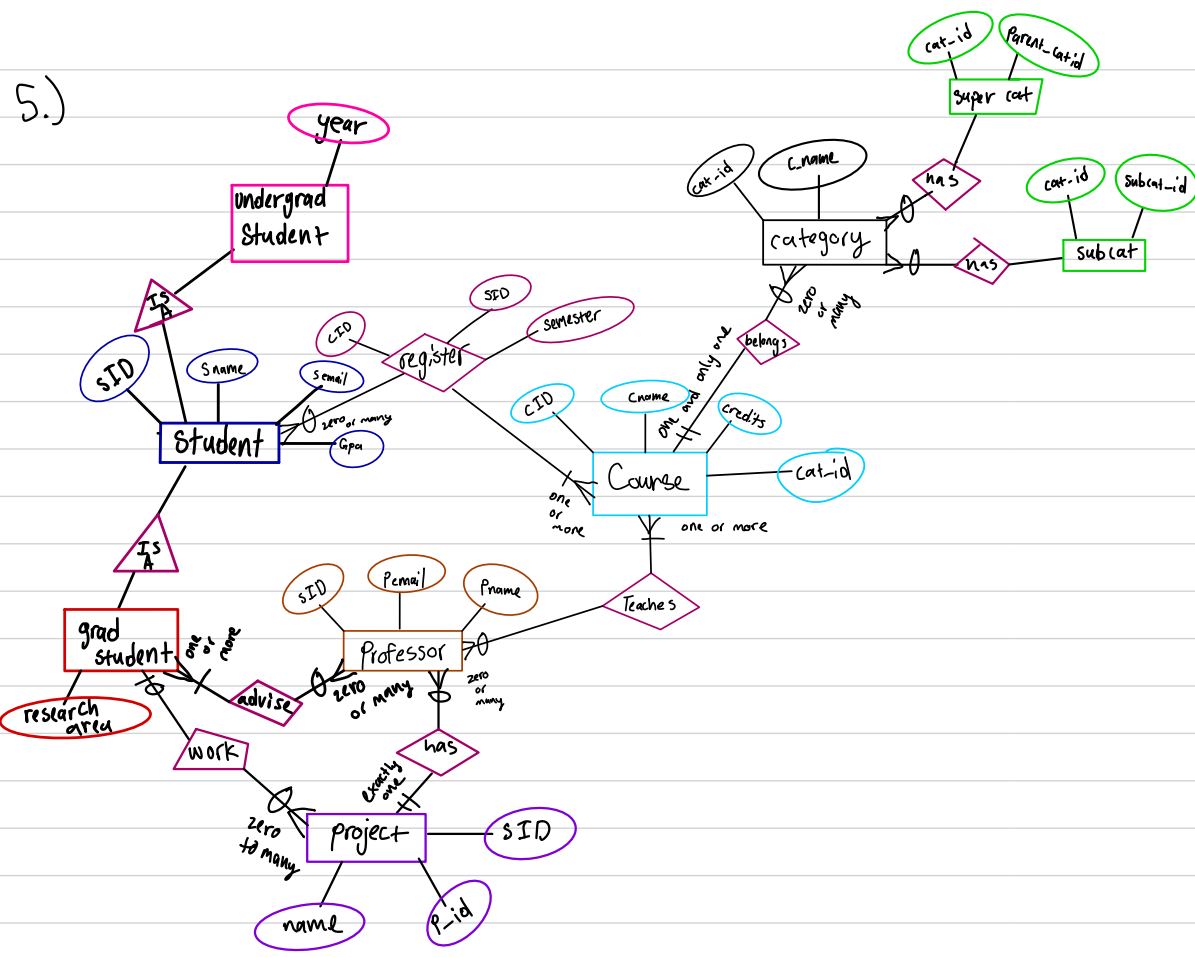 5.)
cat_id
Parent_catid
super cat
year
has
cat_id
Subcat_id
cat_id
C_name
undergrad
Student
category
has
subcat
IS
A
zero
or
many
SID
CID
semester
register
belongs
one and only one
SID
Sname
semail
zero or many
Gpa
Student
CID
Cname
credits
Course
cat_id
one
or
more
one or more
IS
A
SID
Pemail
Pname
Teaches
grad
student
one
or
more
Professor
zero
or
many
zero
or many
advise
research
area
work
has
exactly
one
zero
to many
project
SID
name
P_id